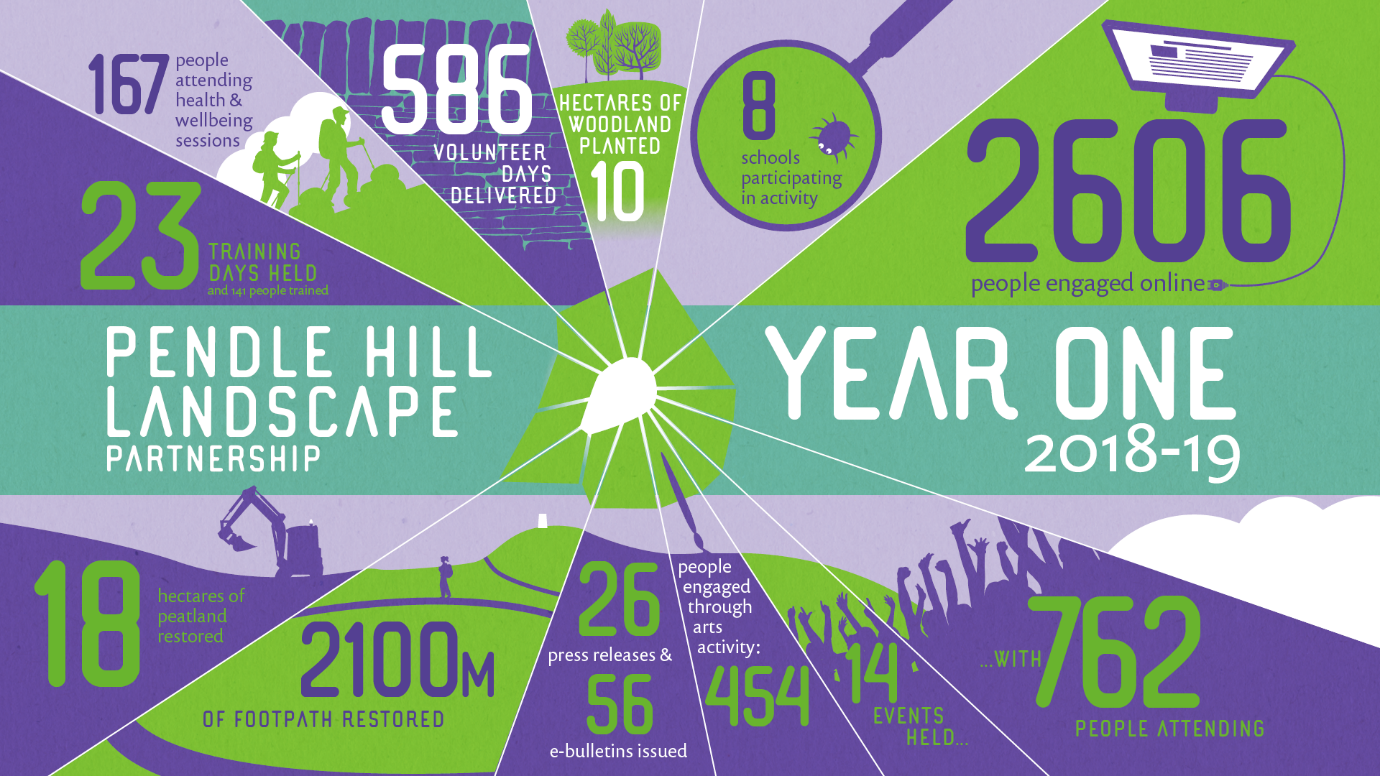 167
people
attending
health &
wellbeing
sessions
586
VOLUNTEER
DAYS
DELIVERED
HECTARES OF
WOODLAND
PLANTED
10
8
schools
participating
in activity
2606
people engaged online
23
TRAINING
DAYS HELD
and 141 people trained
PENDLE HILL
LANDSCAPE
PARTNERSHIP
YEAR ONE
2018-19
18
hectares of
peatland
restored
2100M
OF FOOTPATH RESTORED
26
press releases &
56
e-bulletins issued
people
engaged
through
arts
activity:
454
14
EVENTS
HELD...
...WITH 762
PEOPLE ATTENDING